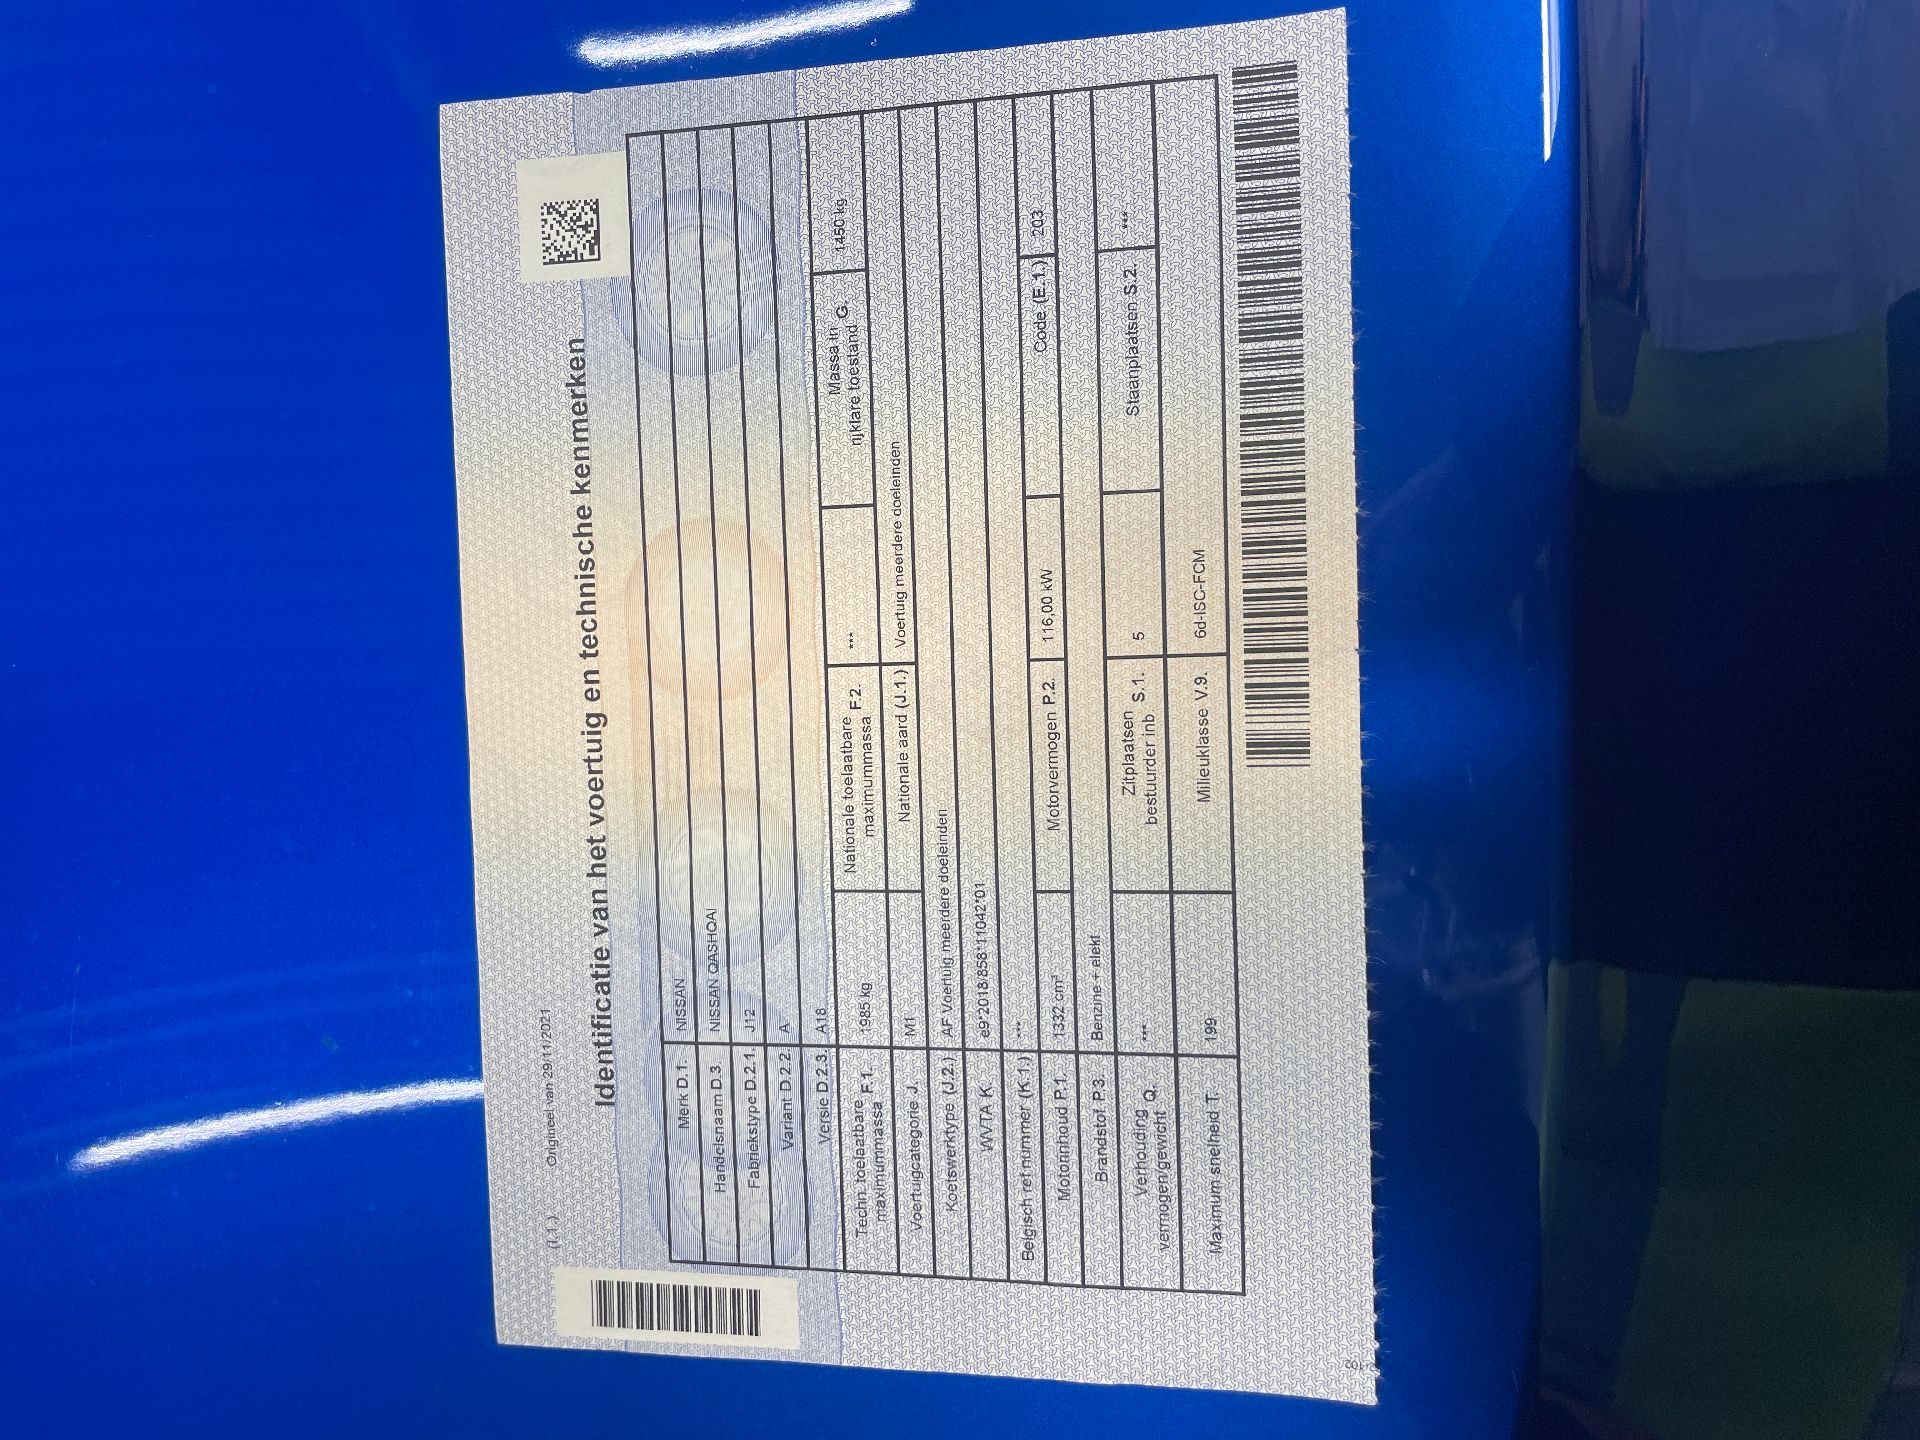 (I.1.) Origineel van 29/11/2021
Identificatie van het voertuig en technische kenmerken
Merk D.1. NISSAN
Handelsnaam D.3. NISSAN QASHQAI
Fabriekstype D.2.1. J12
Variant D.2.2. A
Versie D.2.3. A18
Techn. toelaatbare maximummassa F.1. 1985 kg Nationale toelaatbare maximummassa F.2. *** Massa in rijklare toestand G. 1450 kg
Voertuigcategorie J. M1 Nationale aard (J.1.) Voertuig meerdere doeleinden
Koetswerktype (J.2.) AF Voertuig meerdere doeleinden
WVTA K. e9*2018/858*11042*01
Belgisch ref nummer (K.1.) ***
Motorinhoud P.1. 1332 cm³ Motorvermogen P.2. 116,00 kW Code (E.1.) 203
Brandstof P.3. Benzine + elekt
Verhouding vermogen/gewicht Q. *** Zitplaatsen bestuurder inb S.1. 5 Staanplaatsen S.2. ***
Maximum snelheid T. 199 Milieuklasse V.9. 6d-ISC-FCM